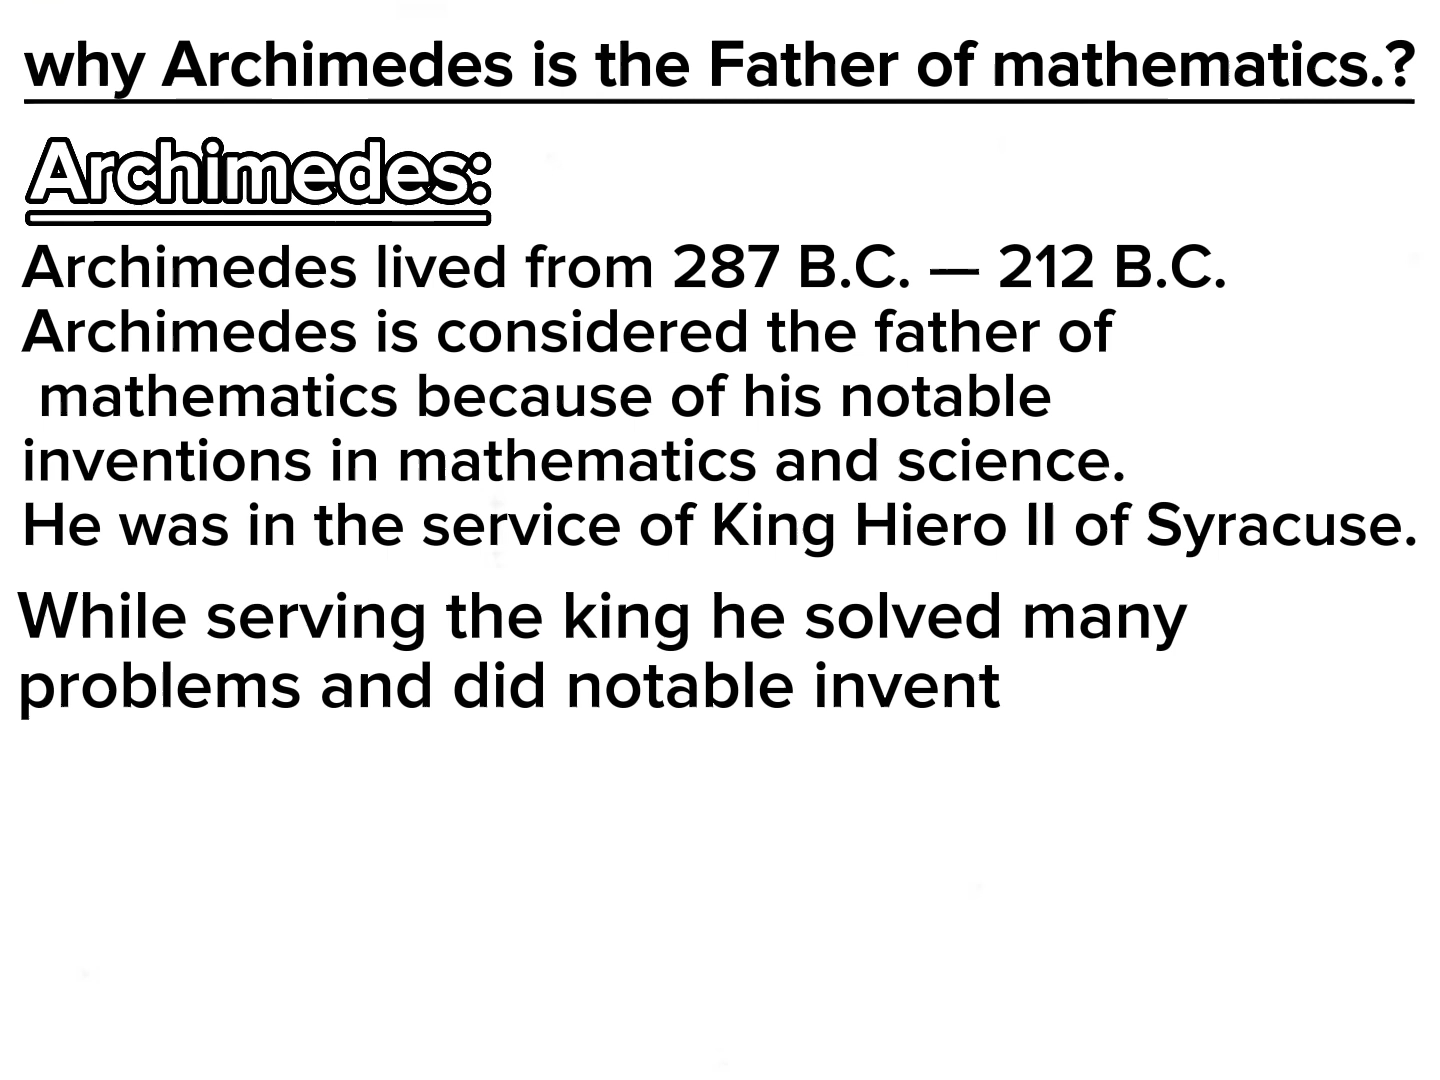 why Archimedes is the Father of mathematics.?
Archimedes:
Archimedes lived from 287 B.C. — 212 B.C.
Archimedes is considered the father of
mathematics because of his notable
inventions in mathematics and science.
He was in the service of King Hiero II of Syracuse.
While serving the king he solved many
problems and did notable invent